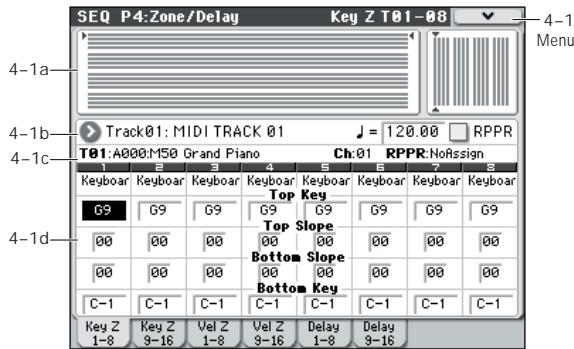 SEQ P4:Zone/Delay Key Z T01-08
4-1
Menu
4-1a
4-1b
Track01: MIDI TRACK 01 ♩= 120.00 RPPR
4-1c
T01:A000:M50 Grand Piano Ch:01 RPPR:NoAssign
1 2 3 4 5 6 7 8
Keyboar Keyboar Keyboar Keyboar Keyboar Keyboar Keyboar Keyboar
Top Key
G9 G9 G9 G9 G9 G9 G9 G9
Top Slope
4-1d
00 00 00 00 00 00 00 00
Bottom Slope
00 00 00 00 00 00 00 00
Bottom Key
C-1 C-1 C-1 C-1 C-1 C-1 C-1 C-1
Key Z 1-8 Key Z 9-16 Vel Z 1-8 Vel Z 9-16 Delay 1-8 Delay 9-16